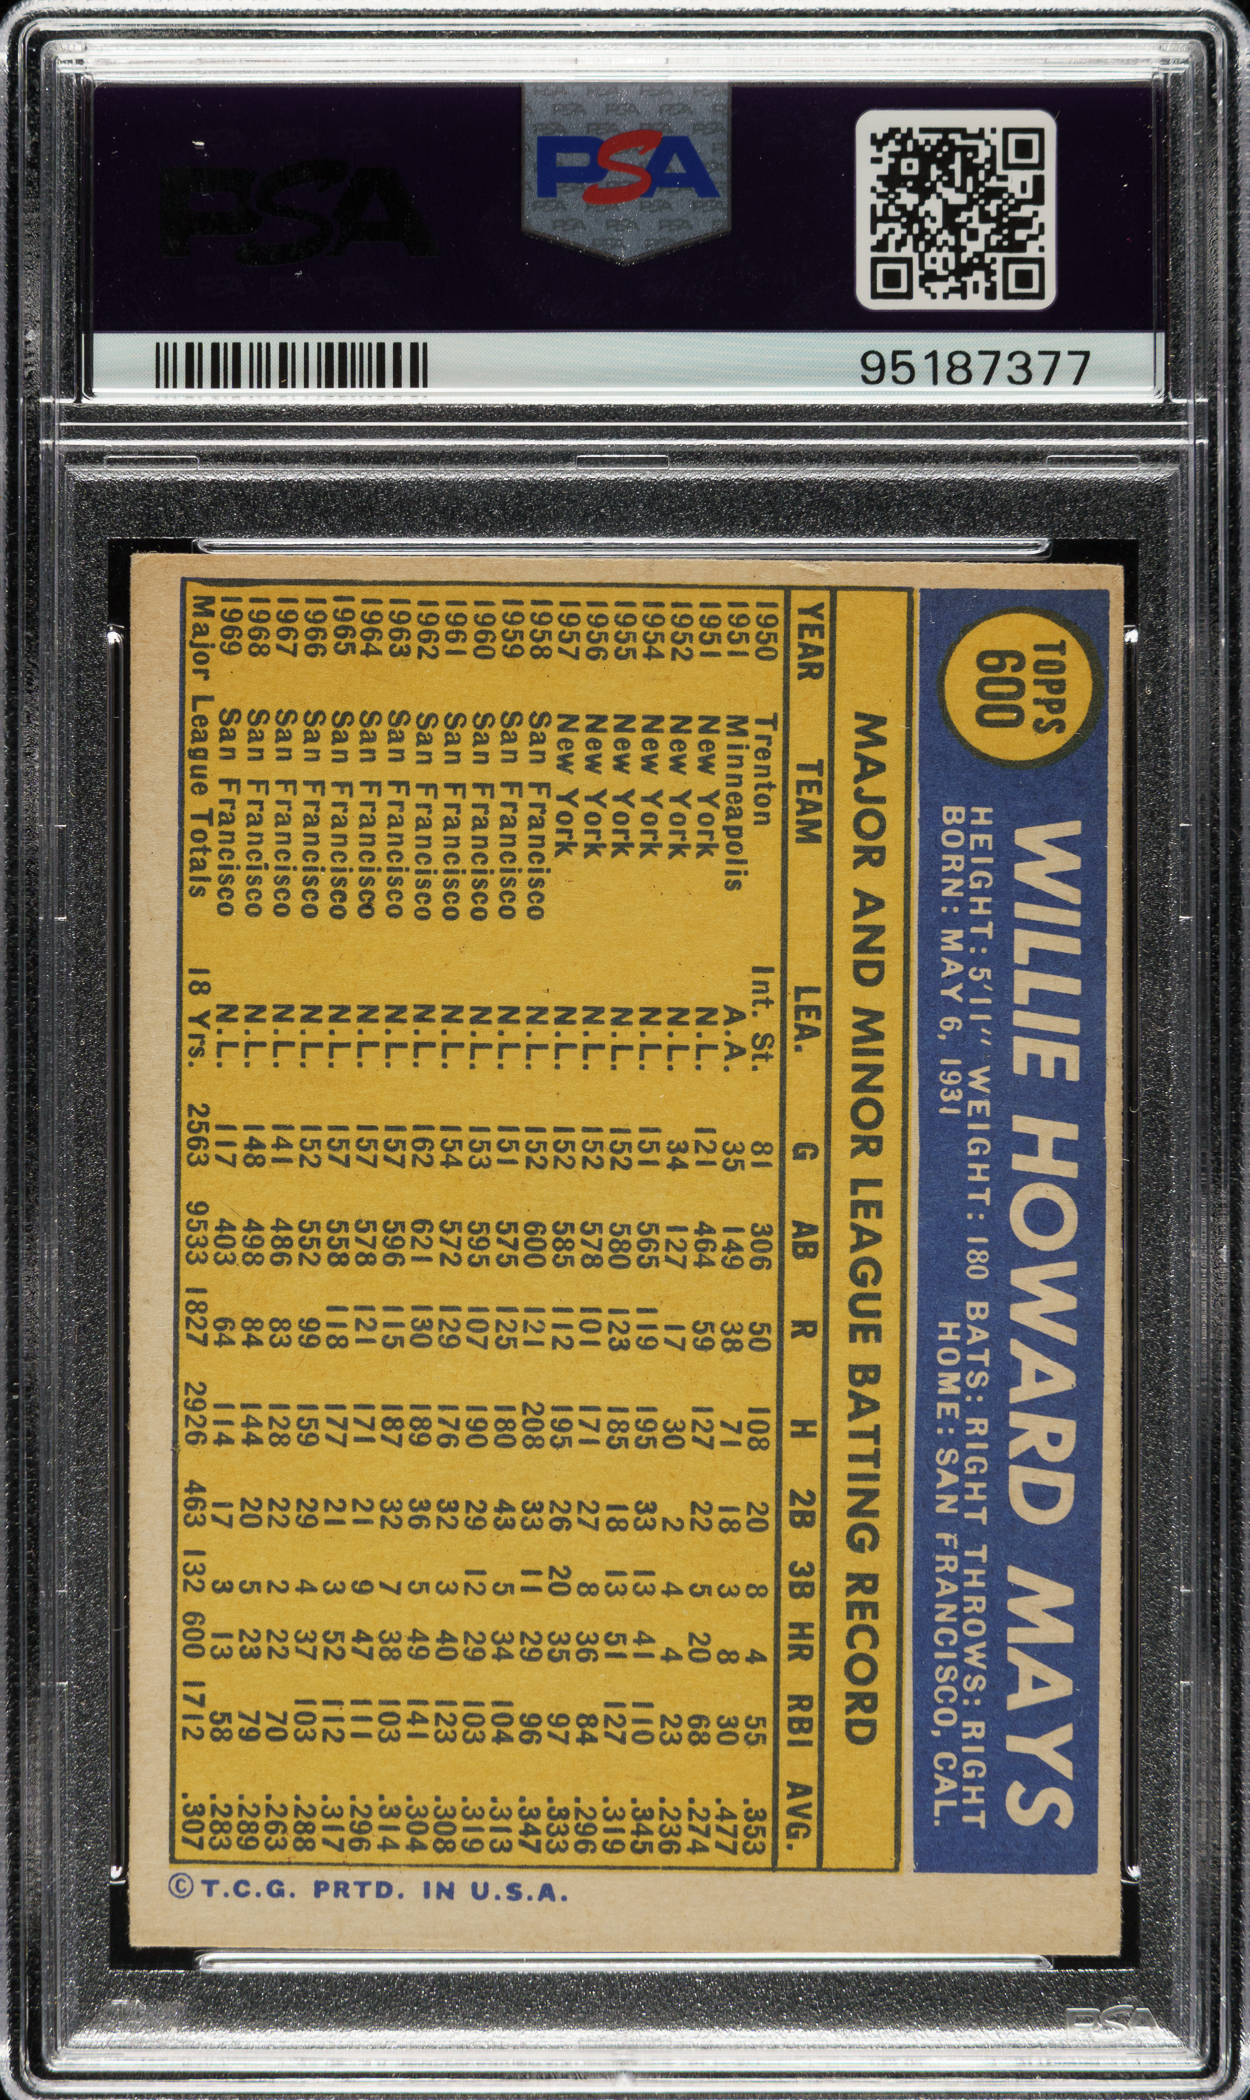 PSA
PSA
95187377
TOPPS
600
WILLIE HOWARD MAYS
HEIGHT: 5'11" WEIGHT: 180 BATS: RIGHT THROWS: RIGHT
BORN: MAY 6, 1931 HOME: SAN FRANCISCO, CAL.
MAJOR AND MINOR LEAGUE BATTING RECORD
YEAR TEAM LEA. G AB R H 2B 3B HR RBI AVG.
1950 Trenton Int. St. 81 306 50 108 20 8 4 55 .353
1951 Minneapolis A.A. 35 149 38 71 18 3 8 30 .477
1951 New York N.L. 121 464 59 127 22 5 20 68 .274
1952 New York N.L. 34 127 17 30 2 4 4 23 .236
1954 New York N.L. 151 565 119 195 33 13 41 110 .345
1955 New York N.L. 152 580 123 185 18 13 51 127 .319
1956 New York N.L. 152 578 101 171 27 8 36 84 .296
1957 New York N.L. 152 585 112 195 26 20 35 97 .333
1958 San Francisco N.L. 152 600 121 208 33 11 29 96 .347
1959 San Francisco N.L. 151 575 125 180 43 5 34 104 .313
1960 San Francisco N.L. 153 595 107 190 29 12 29 103 .319
1961 San Francisco N.L. 154 572 129 176 32 3 40 123 .308
1962 San Francisco N.L. 162 621 130 189 36 5 49 141 .304
1963 San Francisco N.L. 157 596 115 187 32 7 38 103 .314
1964 San Francisco N.L. 157 578 121 171 21 9 47 111 .296
1965 San Francisco N.L. 157 558 118 177 21 3 52 112 .317
1966 San Francisco N.L. 152 552 99 159 29 4 37 103 .288
1967 San Francisco N.L. 141 486 83 128 22 2 22 70 .263
1968 San Francisco N.L. 148 498 84 144 20 5 23 79 .289
1969 San Francisco N.L. 117 403 64 114 17 3 13 58 .283
Major League Totals 18 Yrs. 2563 9533 1827 2926 463 132 600 1712 .307
© T.C.G. PRTD. IN U.S.A.
PSA